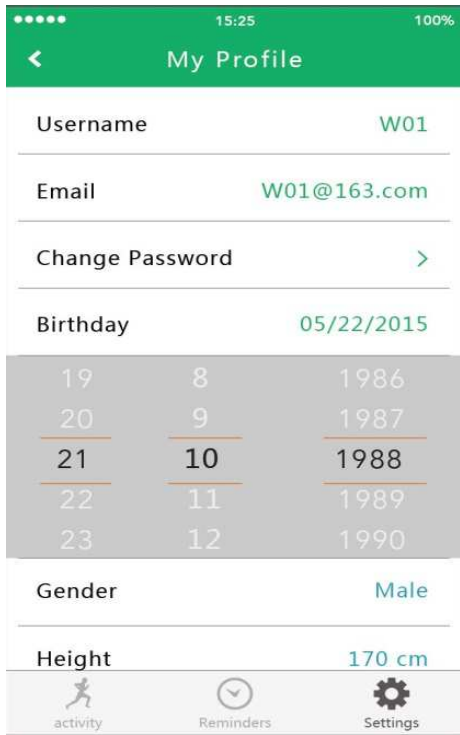 15:25 100%
My Profile
Username W01
Email W01@163.com
Change Password >
Birthday 05/22/2015
19 8 1986
20 9 1987
21 10 1988
22 11 1989
23 12 1990
Gender Male
Height 170 cm
activity Reminders Settings